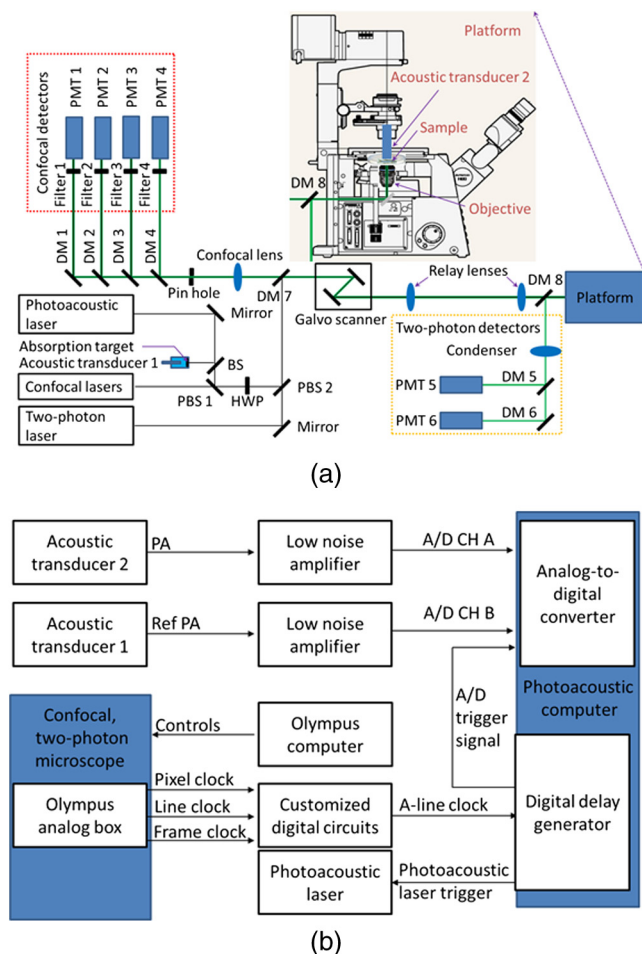 Confocal detectors
PMT 1
PMT 2
PMT 3
PMT 4
Filter 1
Filter 2
Filter 3
Filter 4
DM 1
DM 2
DM 3
DM 4
Platform
Acoustic transducer 2
Sample
DM 8
Objective
Confocal lens
Pin hole
DM 7
Mirror
Galvo scanner
Relay lenses
DM 8
Platform
Photoacoustic
laser
Absorption target
Acoustic transducer 1
BS
Confocal lasers
PBS 1
HWP
PBS 2
Two-photon
laser
Mirror
Two-photon detectors
Condenser
PMT 5
DM 5
PMT 6
DM 6
(a)
Acoustic
transducer 2
PA
Low noise
amplifier
A/D CH A
Analog-to-
digital
converter
Acoustic
transducer 1
Ref PA
Low noise
amplifier
A/D CH B
A/D
trigger
signal
Photoacoustic
computer
Confocal,
two-photon
microscope
Controls
Olympus
computer
Pixel clock
Olympus
analog box
Line clock
Frame clock
Customized
digital circuits
A-line clock
Digital delay
generator
Photoacoustic
laser
Photoacoustic
laser trigger
(b)